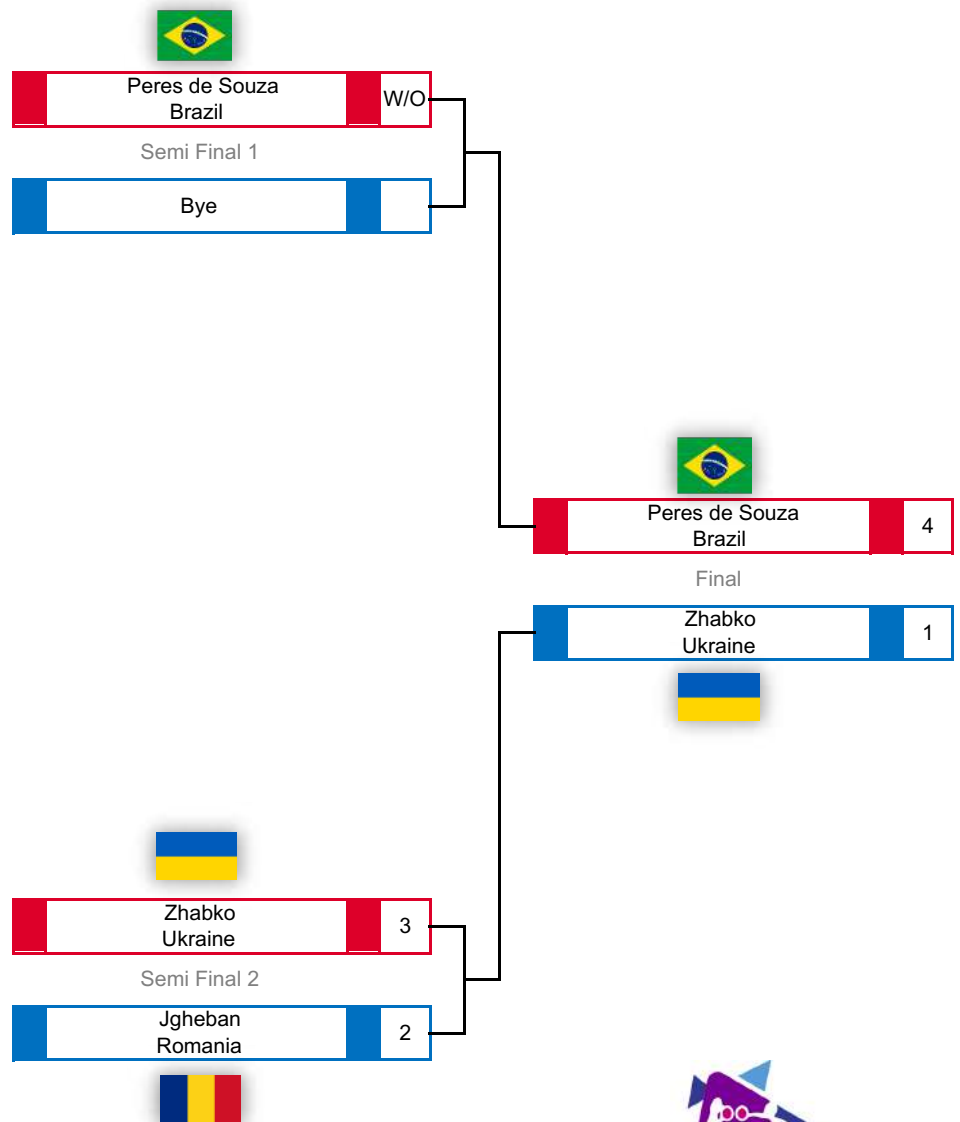 Peres de Souza
Brazil
W/O
Semi Final 1
Bye
Peres de Souza
Brazil
4
Final
Zhabko
Ukraine
1
Zhabko
Ukraine
3
Semi Final 2
Jgheban
Romania
2